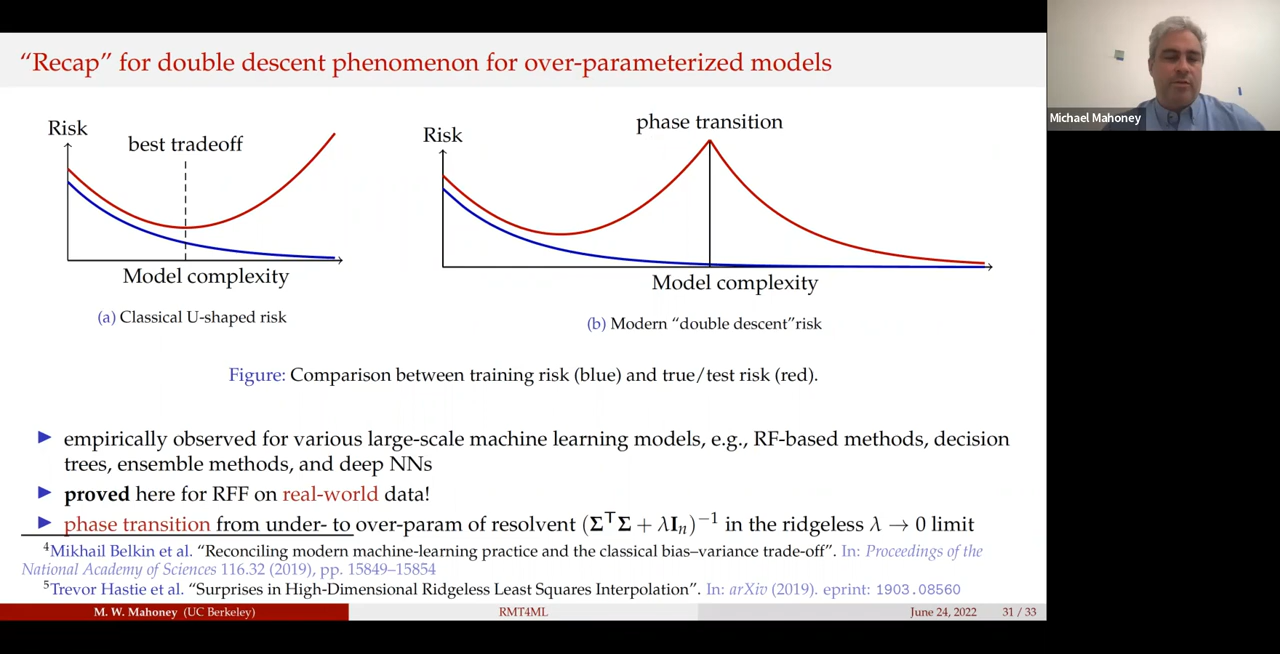 “Recap” for double descent phenomenon for over-parameterized models
Michael Mahoney
Risk
best tradeoff
Model complexity
(a) Classical U-shaped risk
Risk
phase transition
Model complexity
(b) Modern “double descent”risk
Figure: Comparison between training risk (blue) and true/test risk (red).
▶ empirically observed for various large-scale machine learning models, e.g., RF-based methods, decision
trees, ensemble methods, and deep NNs
▶ proved here for RFF on real-world data!
▶ phase transition from under- to over-param of resolvent (Σ⊤Σ + λIₙ)⁻¹ in the ridgeless λ → 0 limit
⁴Mikhail Belkin et al. “Reconciling modern machine-learning practice and the classical bias–variance trade-off”. In: Proceedings of the
National Academy of Sciences 116.32 (2019), pp. 15849–15854
⁵Trevor Hastie et al. “Surprises in High-Dimensional Ridgeless Least Squares Interpolation”. In: arXiv (2019). eprint: 1903.08560
M. W. Mahoney (UC Berkeley) RMT4ML June 24, 2022 31 / 33